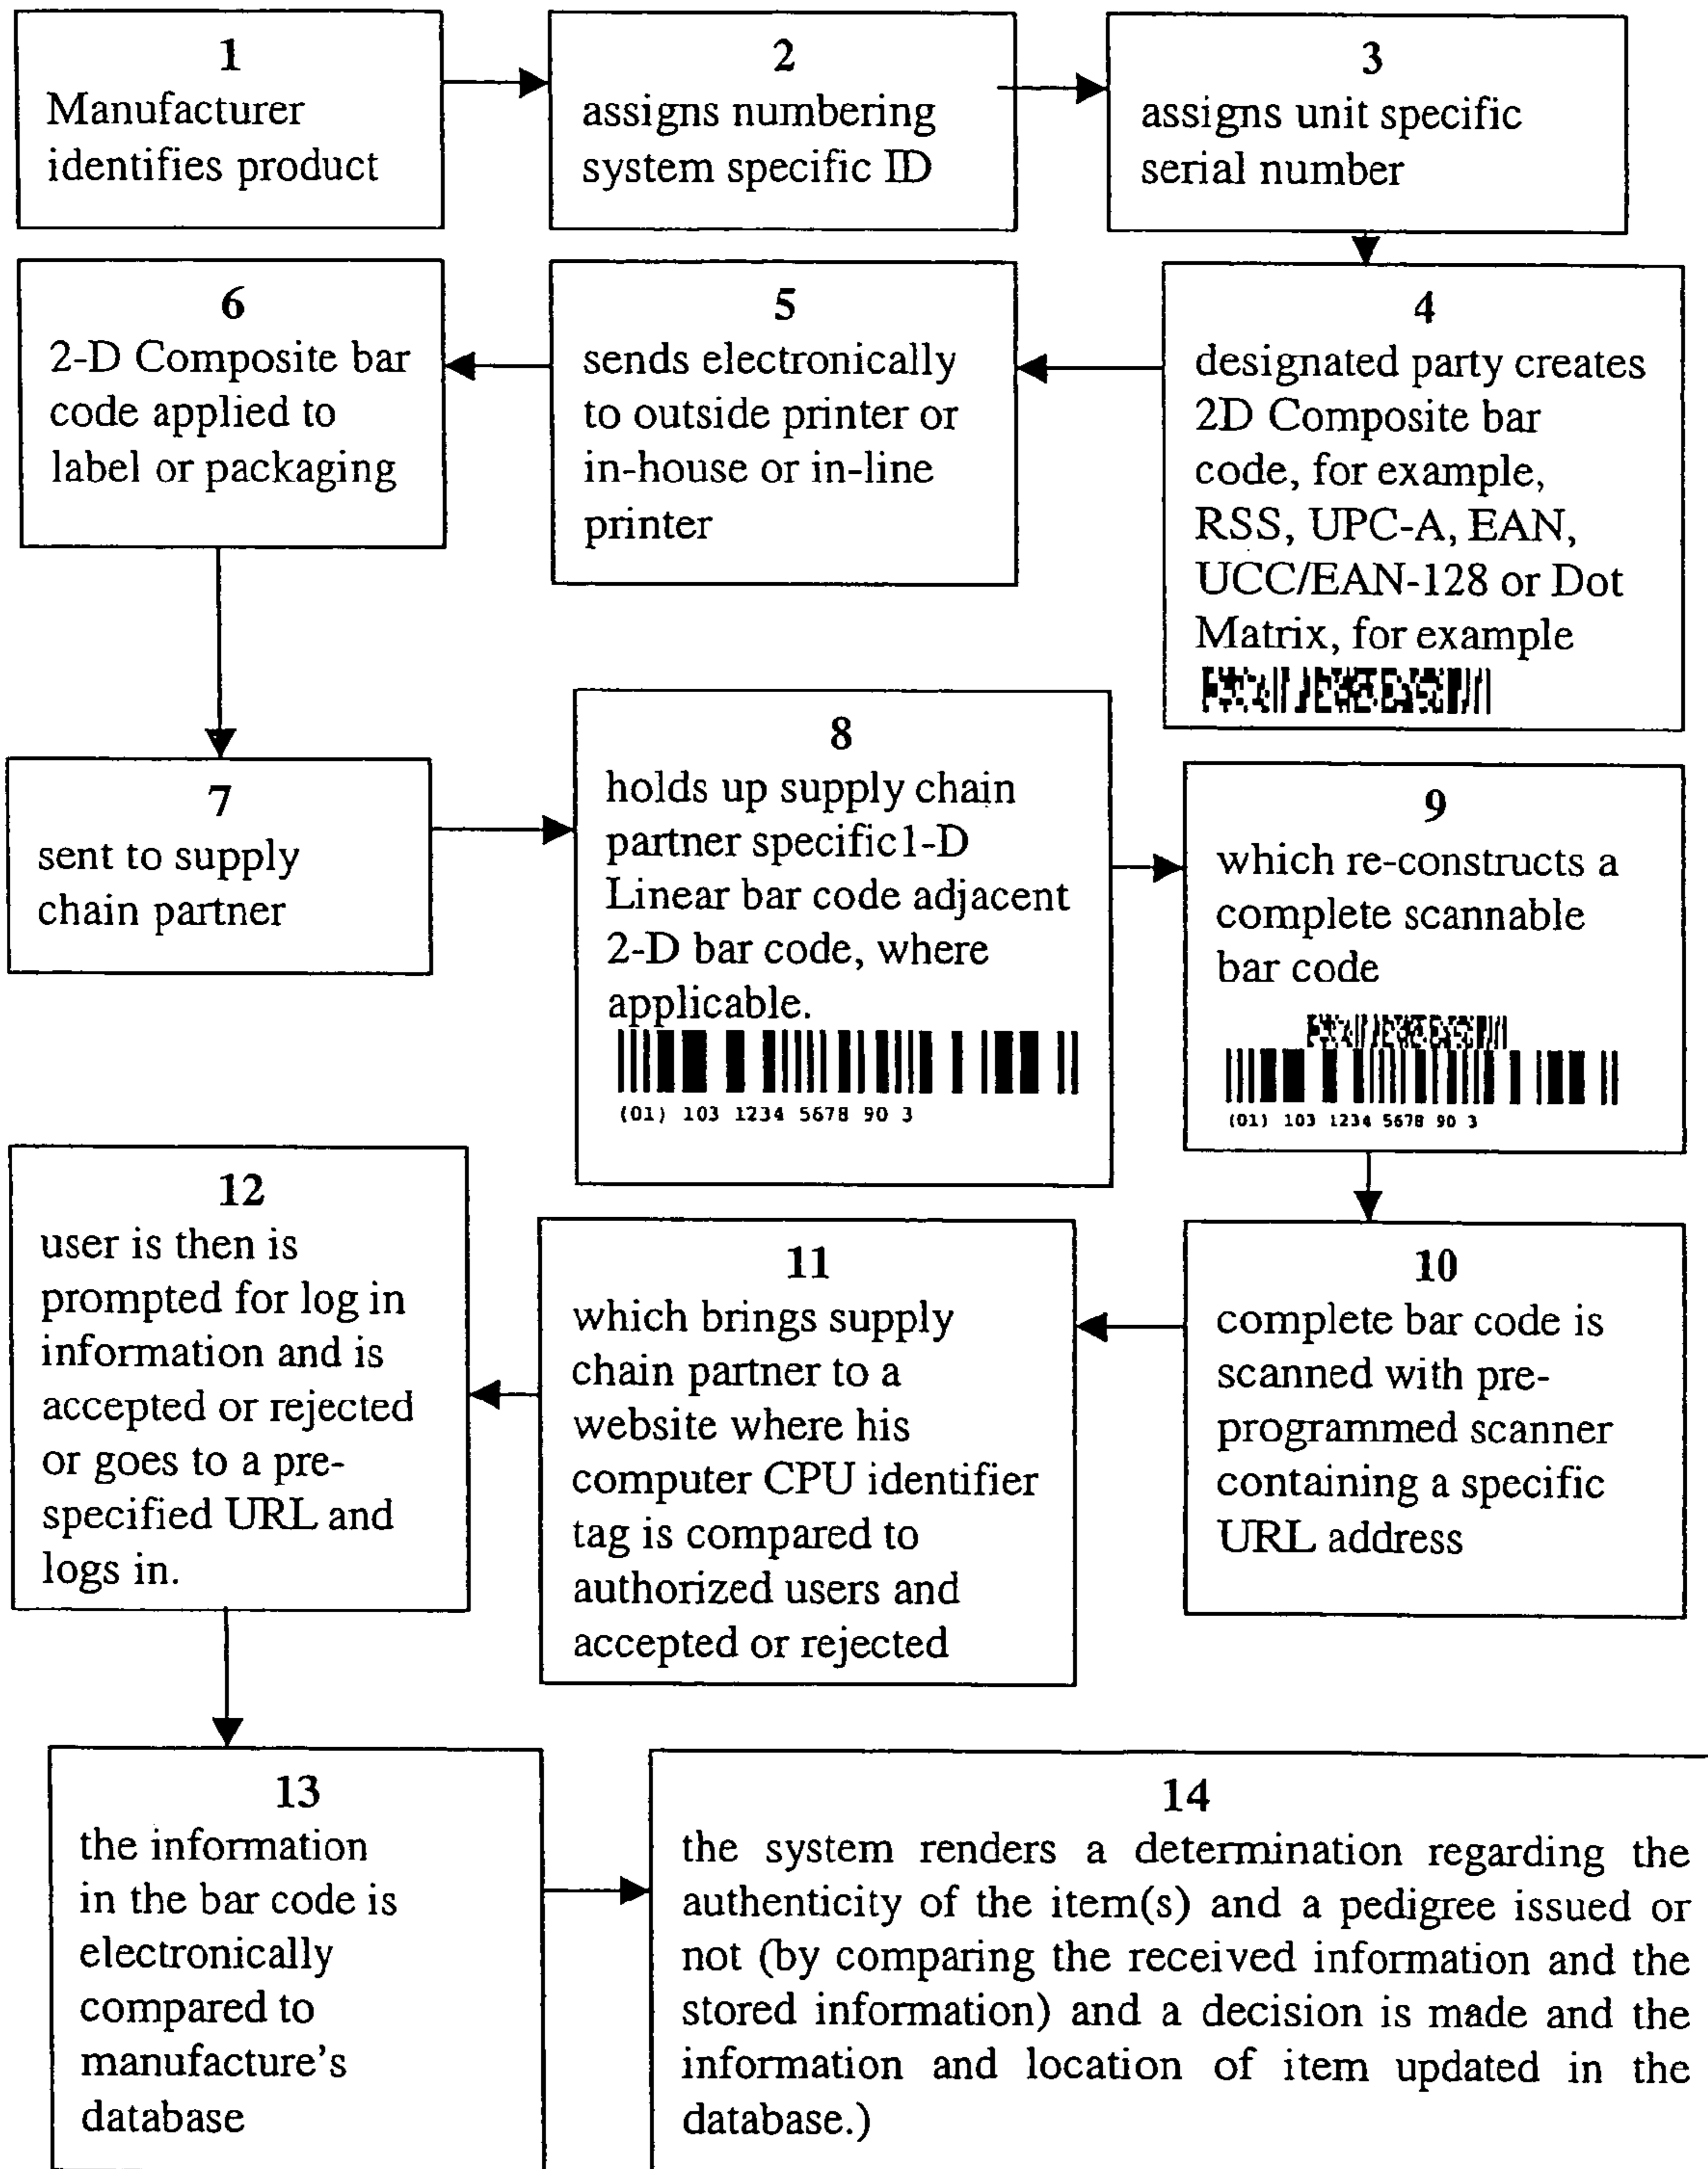 1
Manufacturer
identifies product
2
assigns numbering
system specific ID
3
assigns unit specific
serial number
4
designated party creates
2D Composite bar
code, for example,
RSS, UPC-A, EAN,
UCC/EAN-128 or Dot
Matrix, for example
5
sends electronically
to outside printer or
in-house or in-line
printer
6
2-D Composite bar
code applied to
label or packaging
7
sent to supply
chain partner
8
holds up supply chain
partner specific1-D
Linear bar code adjacent
2-D bar code, where
applicable.
(01) 103 1234 5678 90 3
9
which re-constructs a
complete scannable
bar code
(01) 103 1234 5678 90 3
10
complete bar code is
scanned with pre-
programmed scanner
containing a specific
URL address
11
which brings supply
chain partner to a
website where his
computer CPU identifier
tag is compared to
authorized users and
accepted or rejected
12
user is then is
prompted for log in
information and is
accepted or rejected
or goes to a pre-
specified URL and
logs in.
13
the information
in the bar code is
electronically
compared to
manufacture's
database
14
the system renders a determination regarding the
authenticity of the item(s) and a pedigree issued or
not (by comparing the received information and the
stored information) and a decision is made and the
information and location of item updated in the
database.)